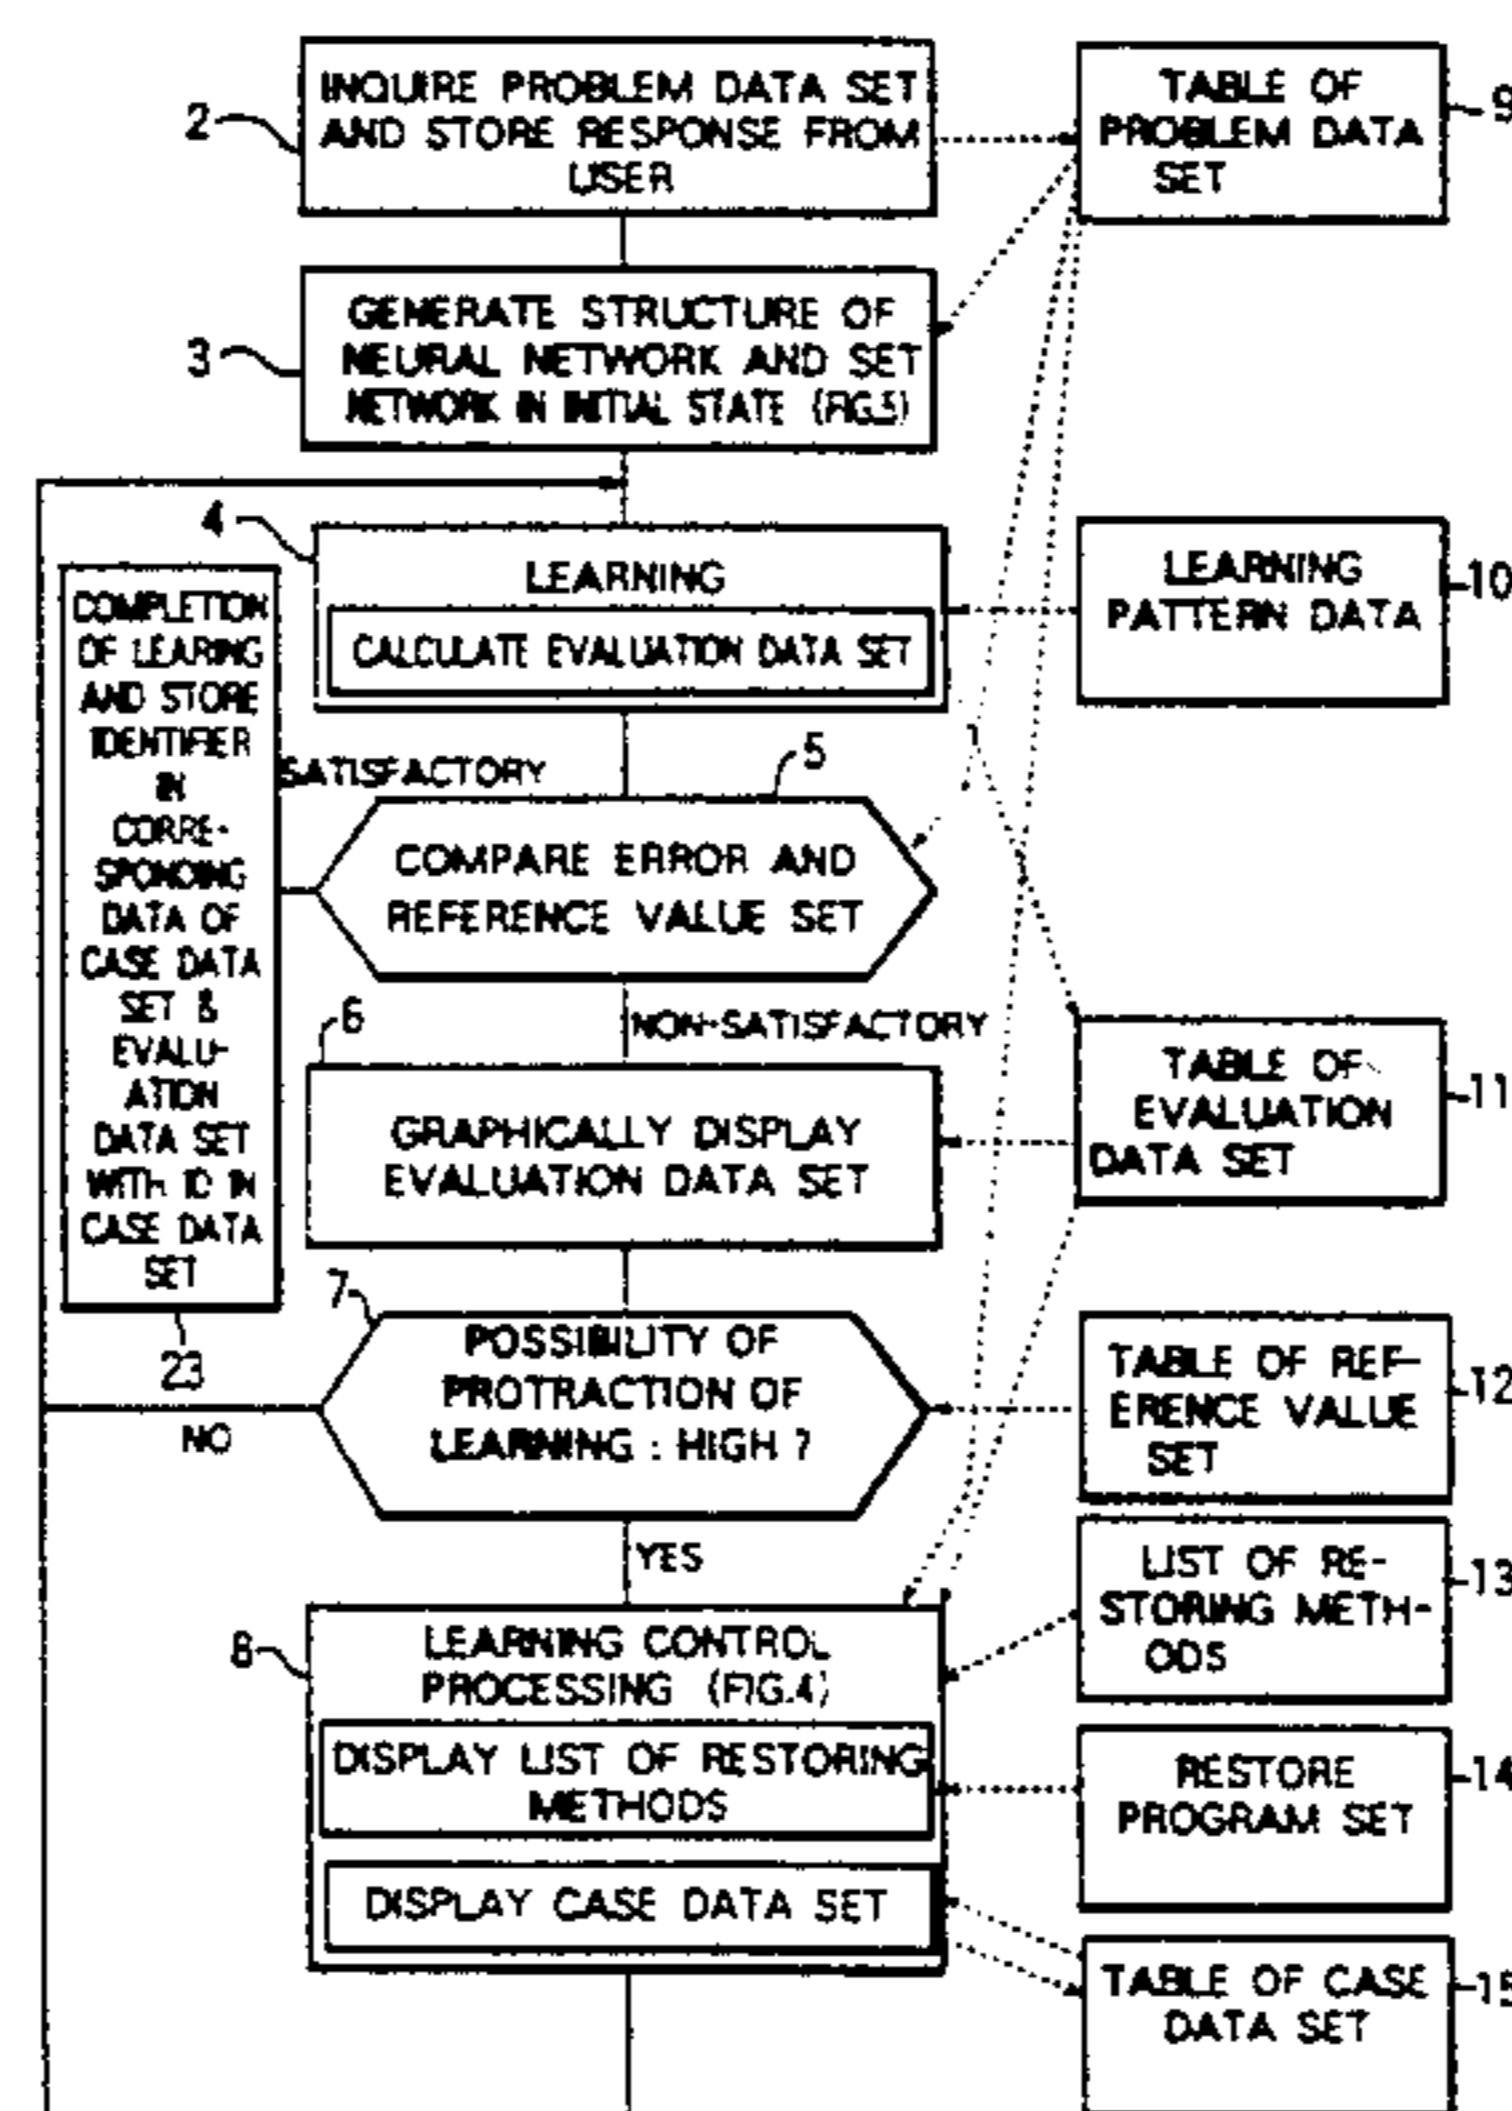 2
INQUIRE PROBLEM DATA SET
AND STORE RESPONSE FROM
USER
TABLE OF
PROBLEM DATA
SET
9
3
GENERATE STRUCTURE OF
NEURAL NETWORK AND SET
NETWORK IN INITIAL STATE (FIG.3)
4
LEARNING
CALCULATE EVALUATION DATA SET
LEARNING
PATTERN DATA
10
COMPLETION
OF LEARING
AND STORE
IDENTIFIER
IN
CORRE-
SPONDING
DATA OF
CASE DATA
SET &
EVALU-
ATION
DATA SET
WITH ID IN
CASE DATA
SET
23
SATISFACTORY
5
COMPARE ERROR AND
REFERENCE VALUE SET
NON-SATISFACTORY
6
GRAPHICALLY DISPLAY
EVALUATION DATA SET
TABLE OF
EVALUATION
DATA SET
11
7
POSSIBILITY OF
PROTRACTION OF
LEARNING : HIGH ?
NO
YES
TABLE OF REF-
ERENCE VALUE
SET
12
LIST OF RE-
STORING METH-
ODS
13
8
LEARNING CONTROL
PROCESSING (FIG.4)
DISPLAY LIST OF RESTORING
METHODS
DISPLAY CASE DATA SET
RESTORE
PROGRAM SET
14
TABLE OF CASE
DATA SET
15